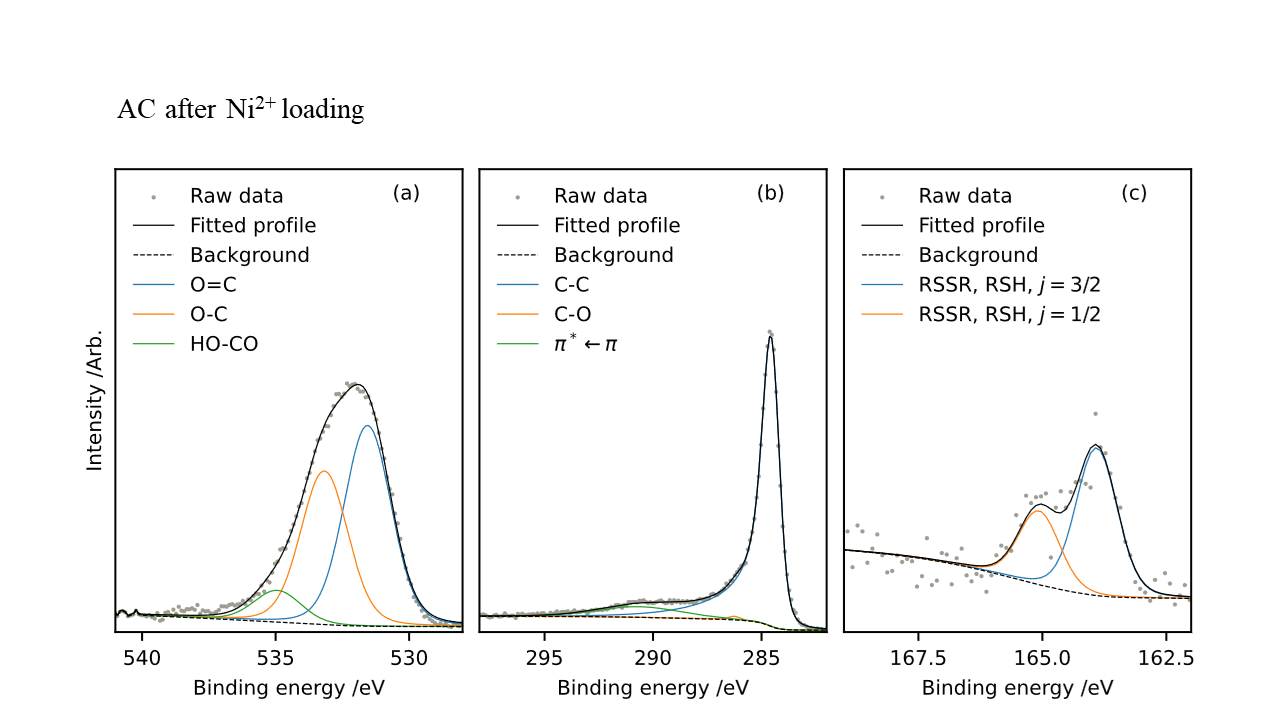 AC after Ni²⁺ loading
Intensity /Arb.
(a)
Raw data
Fitted profile
Background
O=C
O-C
HO-CO
540 535 530
Binding energy /eV
(b)
Raw data
Fitted profile
Background
C-C
C-O
π* ← π
295 290 285
Binding energy /eV
(c)
Raw data
Fitted profile
Background
RSSR, RSH, j = 3/2
RSSR, RSH, j = 1/2
167.5 165.0 162.5
Binding energy /eV